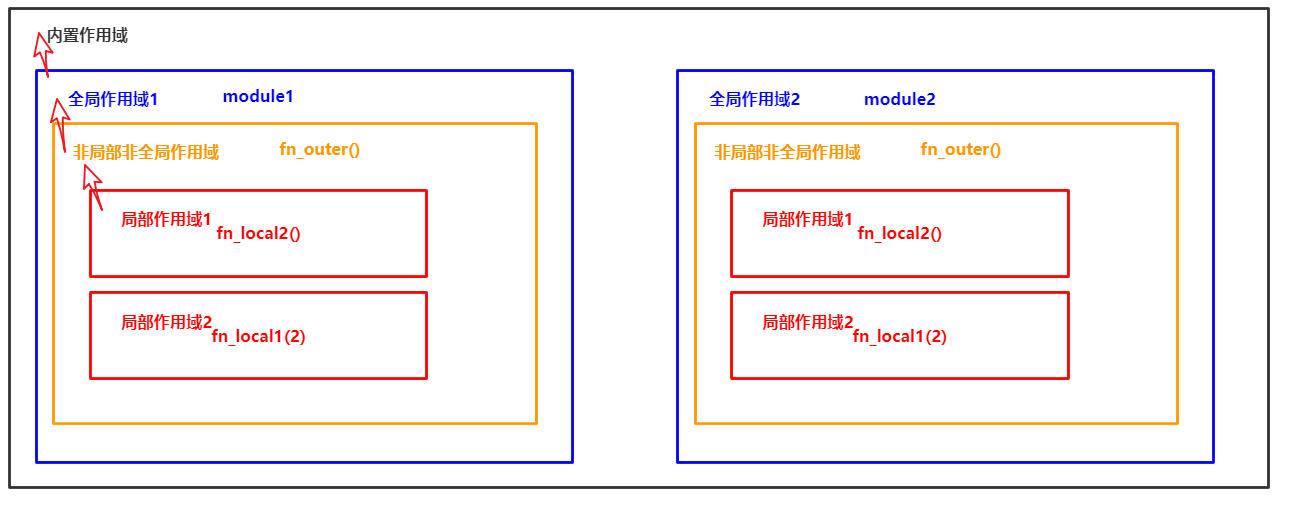 内置作用域
全局作用域1 module1
非局部非全局作用域 fn_outer()
局部作用域1 fn_local2()
局部作用域2 fn_local1(2)
全局作用域2 module2
非局部非全局作用域 fn_outer()
局部作用域1 fn_local2()
局部作用域2 fn_local1(2)